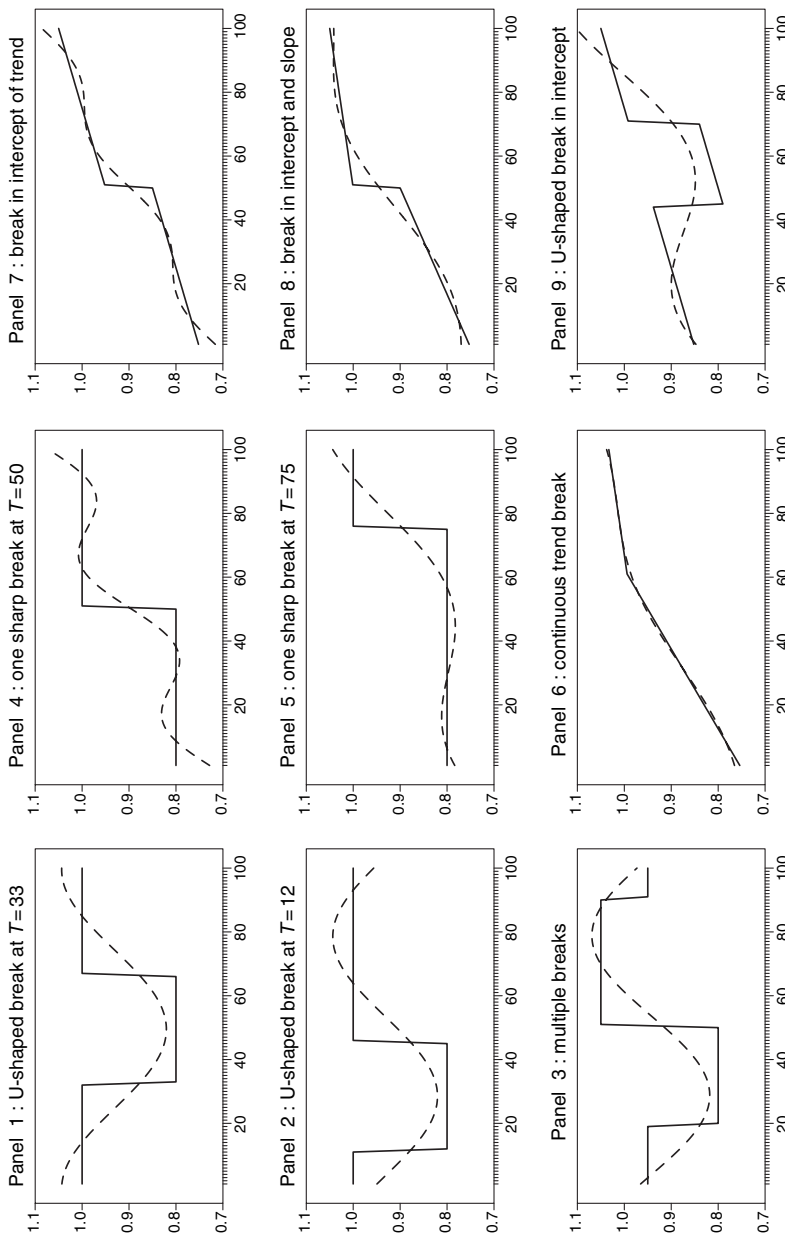 Panel 1 : U-shaped break at T=33
1.1
1.0
0.9
0.8
0.7
20 40 60 80 100
Panel 4 : one sharp break at T=50
1.1
1.0
0.9
0.8
0.7
20 40 60 80 100
Panel 7 : break in intercept of trend
1.1
1.0
0.9
0.8
0.7
20 40 60 80 100
Panel 2 : U-shaped break at T=12
1.1
1.0
0.9
0.8
0.7
20 40 60 80 100
Panel 5 : one sharp break at T=75
1.1
1.0
0.9
0.8
0.7
20 40 60 80 100
Panel 8 : break in intercept and slope
1.1
1.0
0.9
0.8
0.7
20 40 60 80 100
Panel 3 : multiple breaks
1.1
1.0
0.9
0.8
0.7
20 40 60 80 100
Panel 6 : continuous trend break
1.1
1.0
0.9
0.8
0.7
20 40 60 80 100
Panel 9 : U-shaped break in intercept
1.1
1.0
0.9
0.8
0.7
20 40 60 80 100